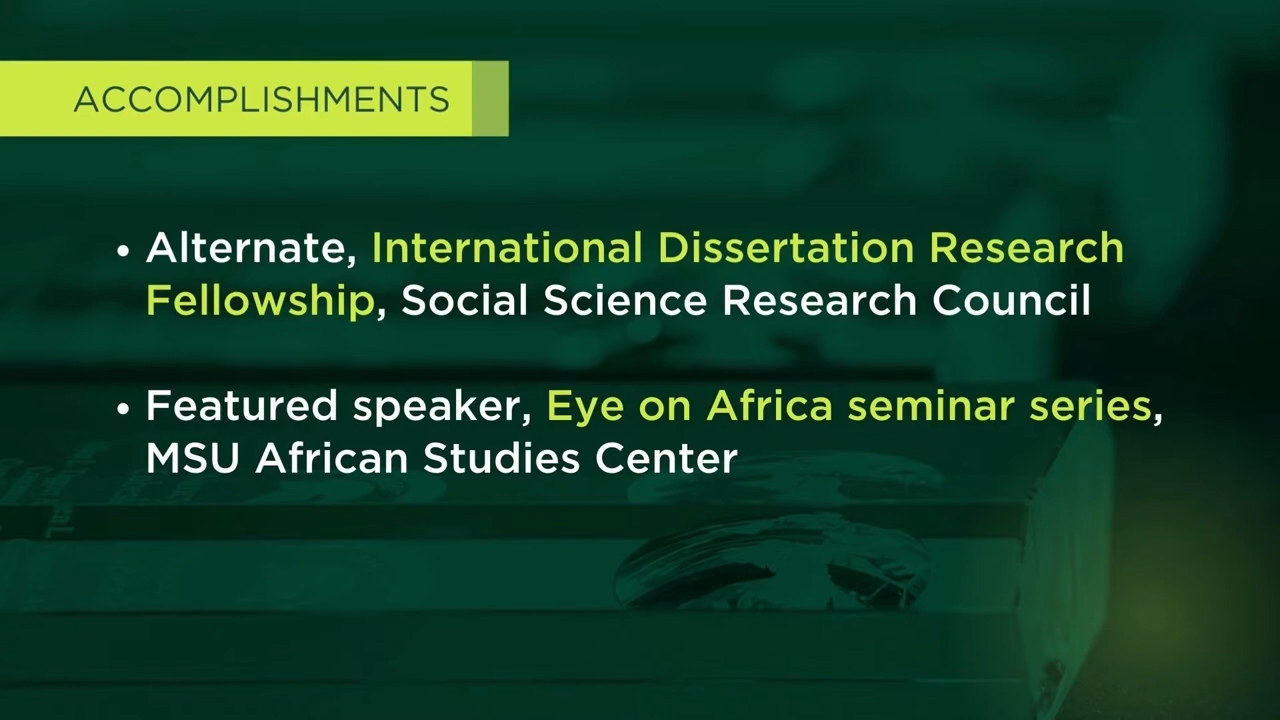 ACCOMPLISHMENTS
• Alternate, International Dissertation Research
Fellowship, Social Science Research Council
• Featured speaker, Eye on Africa seminar series,
MSU African Studies Center